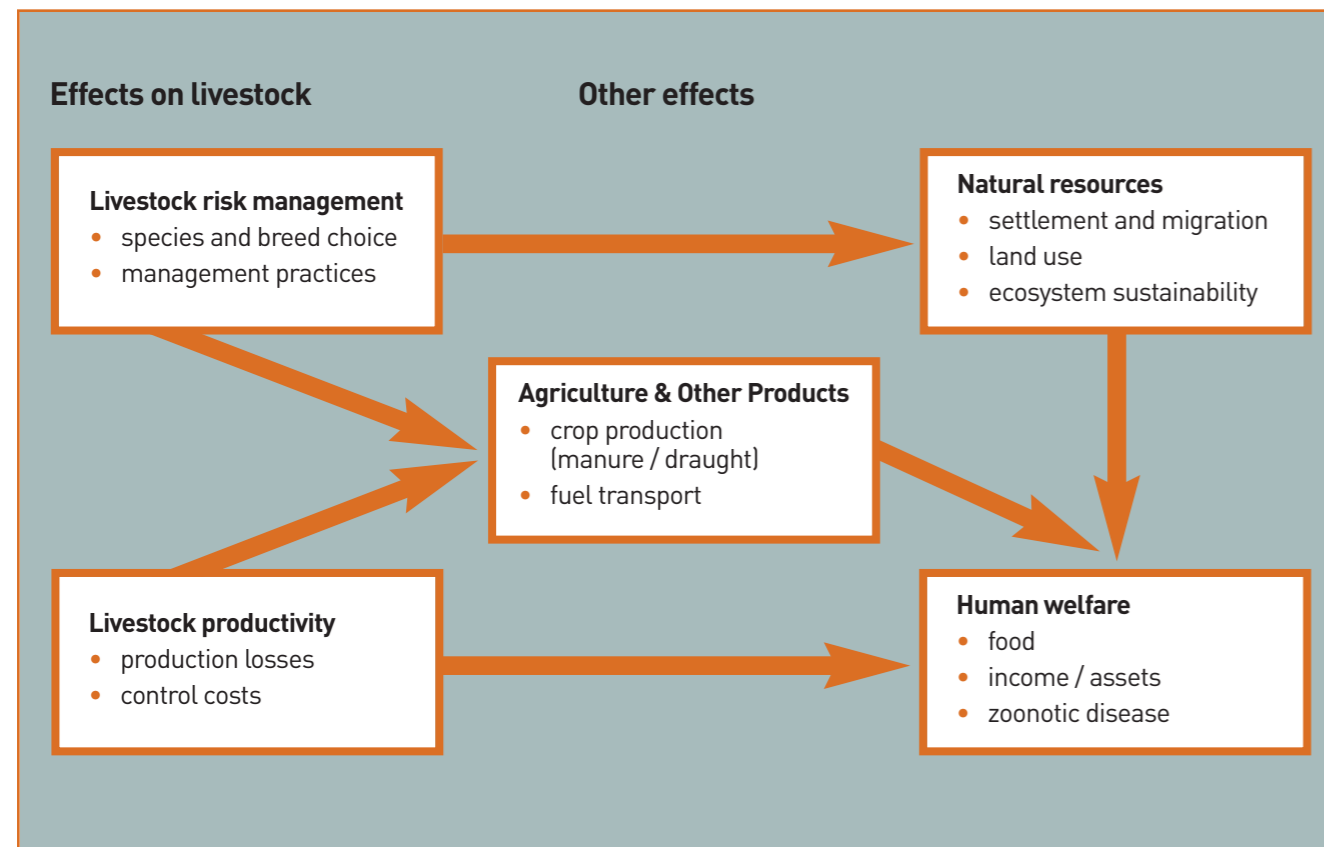 Effects on livestock
Other effects
Livestock risk management
• species and breed choice
• management practices
Natural resources
• settlement and migration
• land use
• ecosystem sustainability
Agriculture & Other Products
• crop production
(manure / draught)
• fuel transport
Livestock productivity
• production losses
• control costs
Human welfare
• food
• income / assets
• zoonotic disease